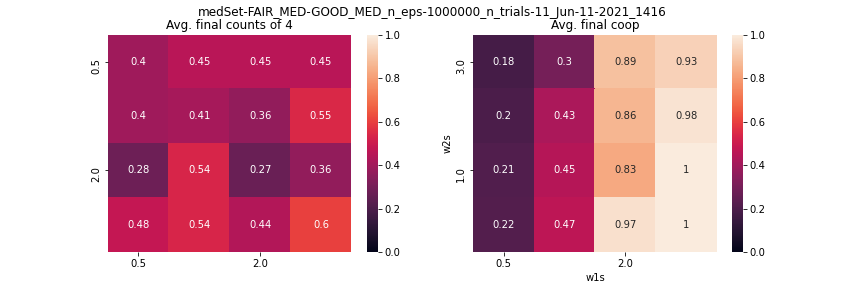 medSet-FAIR_MED-GOOD_MED_n_eps-1000000_n_trials-11_Jun-11-2021_1416
Avg. final counts of 4
0.5
2.0
0.4 0.45 0.45 0.45
0.4 0.41 0.36 0.55
0.28 0.54 0.27 0.36
0.48 0.54 0.44 0.6
0.5 2.0
1.0
0.8
0.6
0.4
0.2
0.0
Avg. final coop
w2s
3.0
1.0
0.18 0.3 0.89 0.93
0.2 0.43 0.86 0.98
0.21 0.45 0.83 1
0.22 0.47 0.97 1
0.5 2.0
w1s
1.0
0.8
0.6
0.4
0.2
0.0